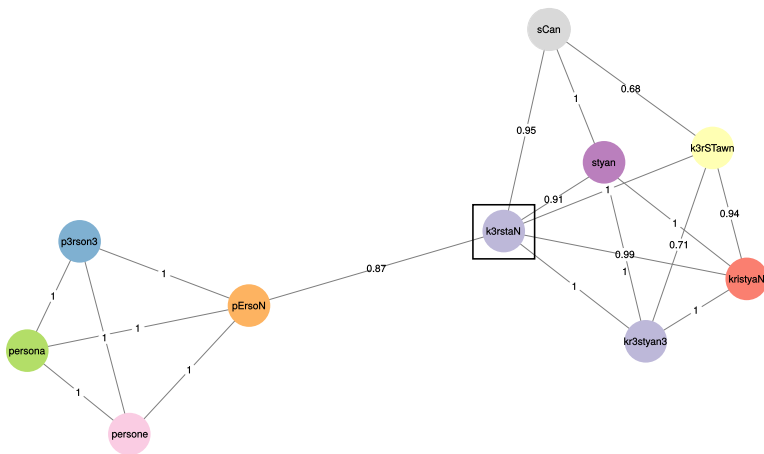 sCan
0.68
1
0.95
k3rSTawn
styan
1
0.91
0.94
1
k3rstaN
p3rson3
0.71
0.99
0.87
1
1
kristyaN
1
1
pErsoN
1
kr3styan3
1
1
persona
1
1
persone